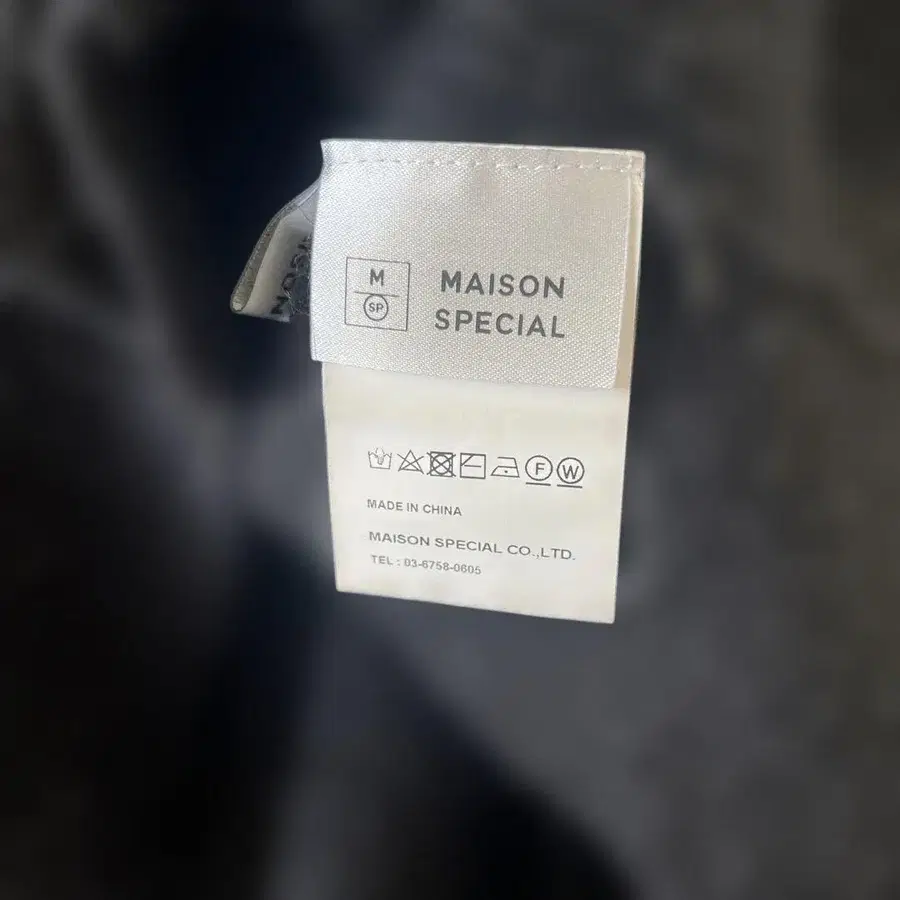 M
SP
MAISON
SPECIAL
F
W
MADE IN CHINA
MAISON SPECIAL CO.,LTD.
TEL : 03-6758-0605